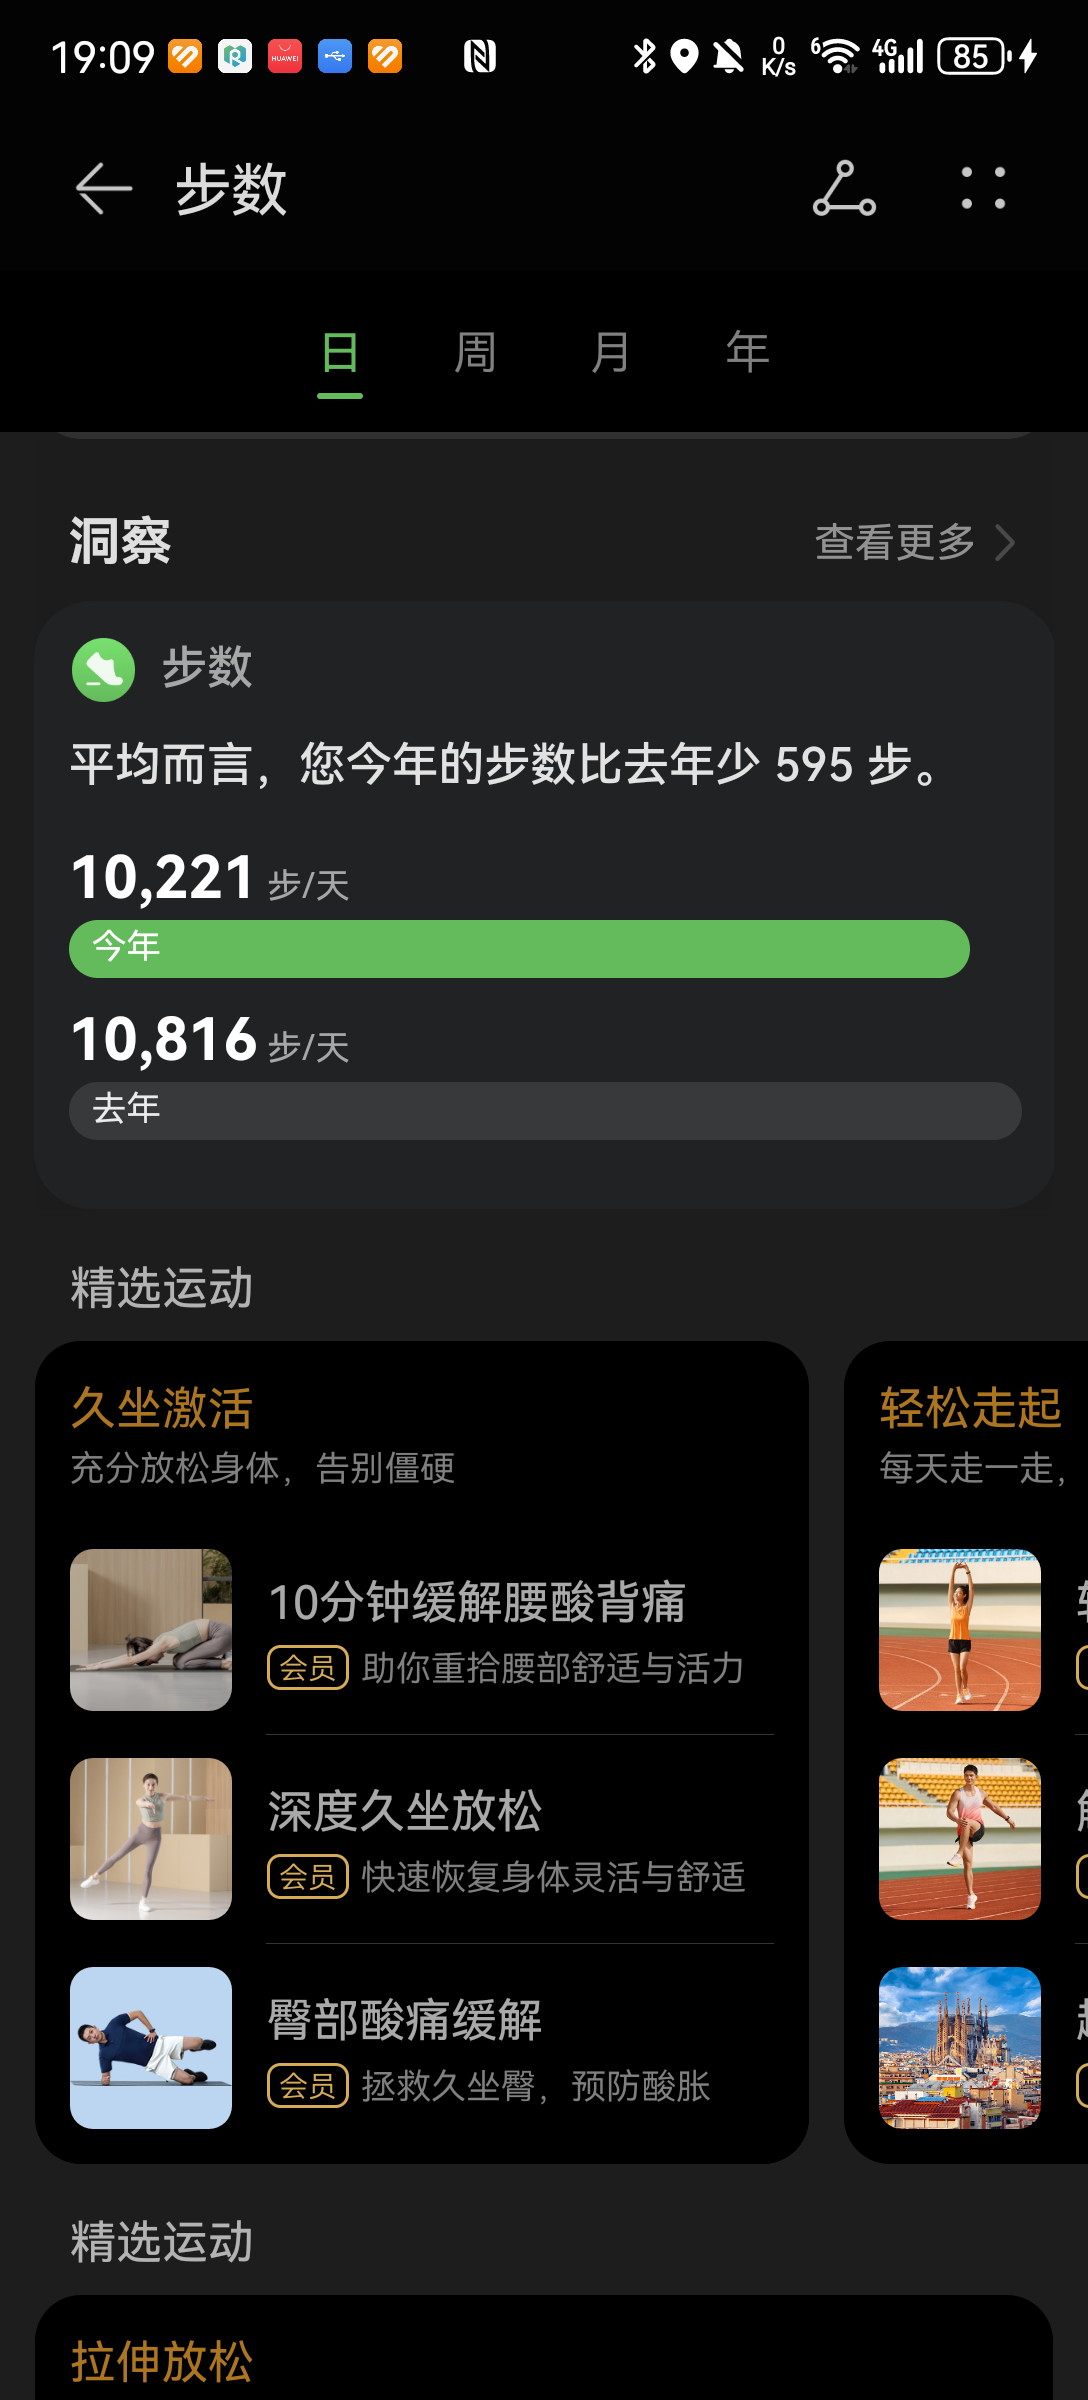 19:09
HUAWEI
0
K/s
6
4G
85
步数
日
周
月
年
洞察
查看更多
步数
平均而言，您今年的步数比去年少 595 步。
10,221 步/天
今年
10,816 步/天
去年
精选运动
久坐激活
充分放松身体，告别僵硬
10分钟缓解腰酸背痛
会员 助你重拾腰部舒适与活力
深度久坐放松
会员 快速恢复身体灵活与舒适
臀部酸痛缓解
会员 拯救久坐臀，预防酸胀
轻松走起
每天走一走，
精选运动
拉伸放松